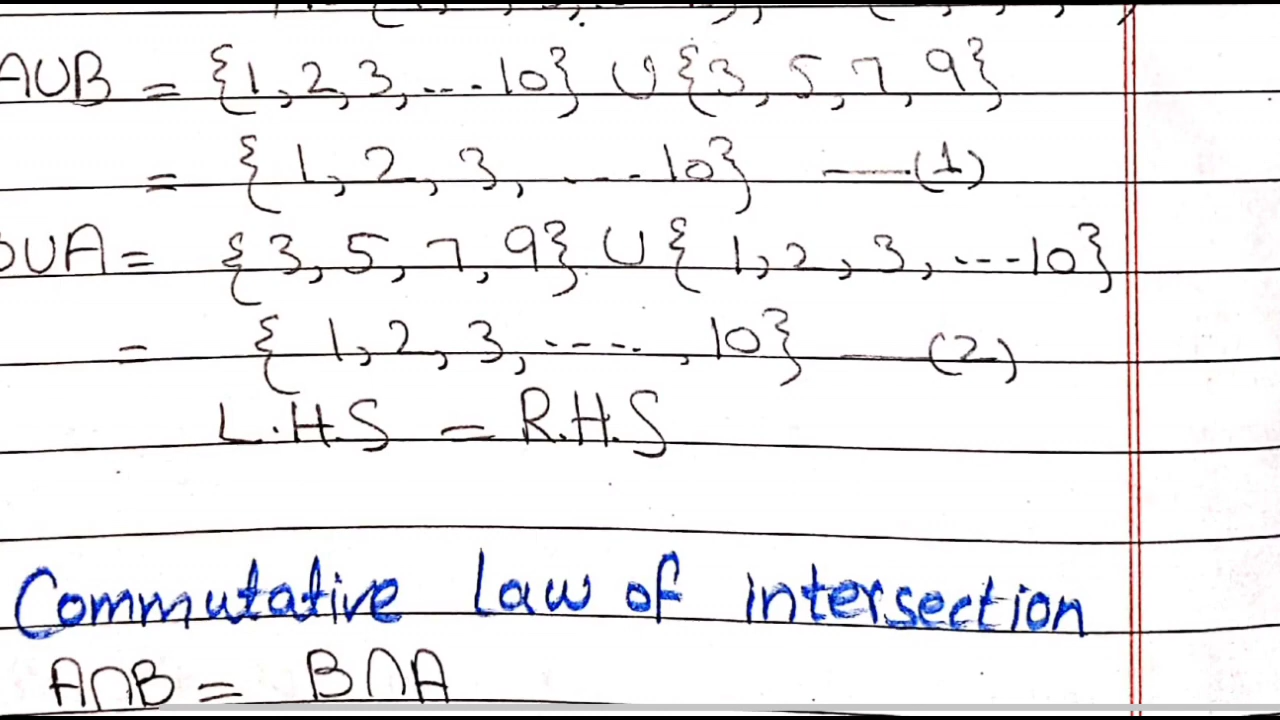 AUB = {1, 2, 3, ... 10} ∪ {3, 5, 7, 9}
= {1, 2, 3, .... 10} —(1)
∪A = {3, 5, 7, 9} ∪ {1, 2, 3, ... 10}
= {1, 2, 3, ....., 10} —(2)
L.H.S = R.H.S
Commutative Law of intersection
A∩B = B∩A